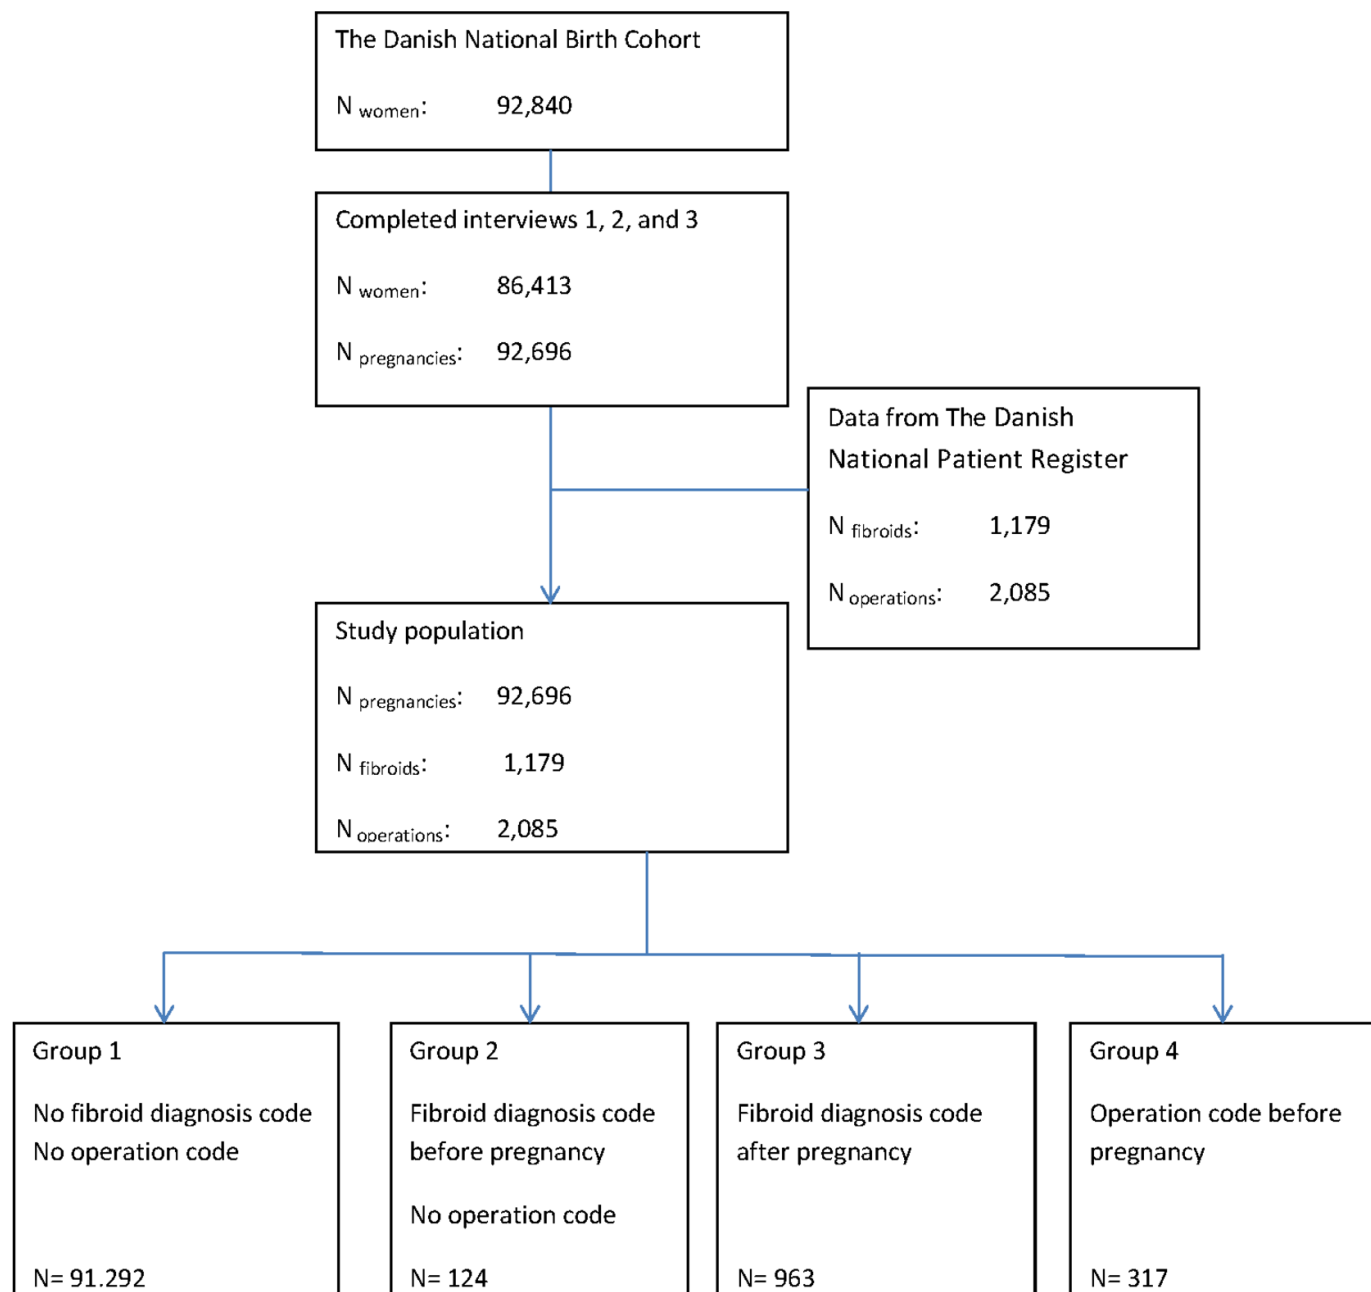 The Danish National Birth Cohort
N women: 92,840
Completed interviews 1, 2, and 3
N women: 86,413
N pregnancies: 92,696
Data from The Danish
National Patient Register
N fibroids: 1,179
N operations: 2,085
Study population
N pregnancies: 92,696
N fibroids: 1,179
N operations: 2,085
Group 1
No fibroid diagnosis code
No operation code
N= 91.292
Group 2
Fibroid diagnosis code
before pregnancy
No operation code
N= 124
Group 3
Fibroid diagnosis code
after pregnancy
N= 963
Group 4
Operation code before
pregnancy
N= 317